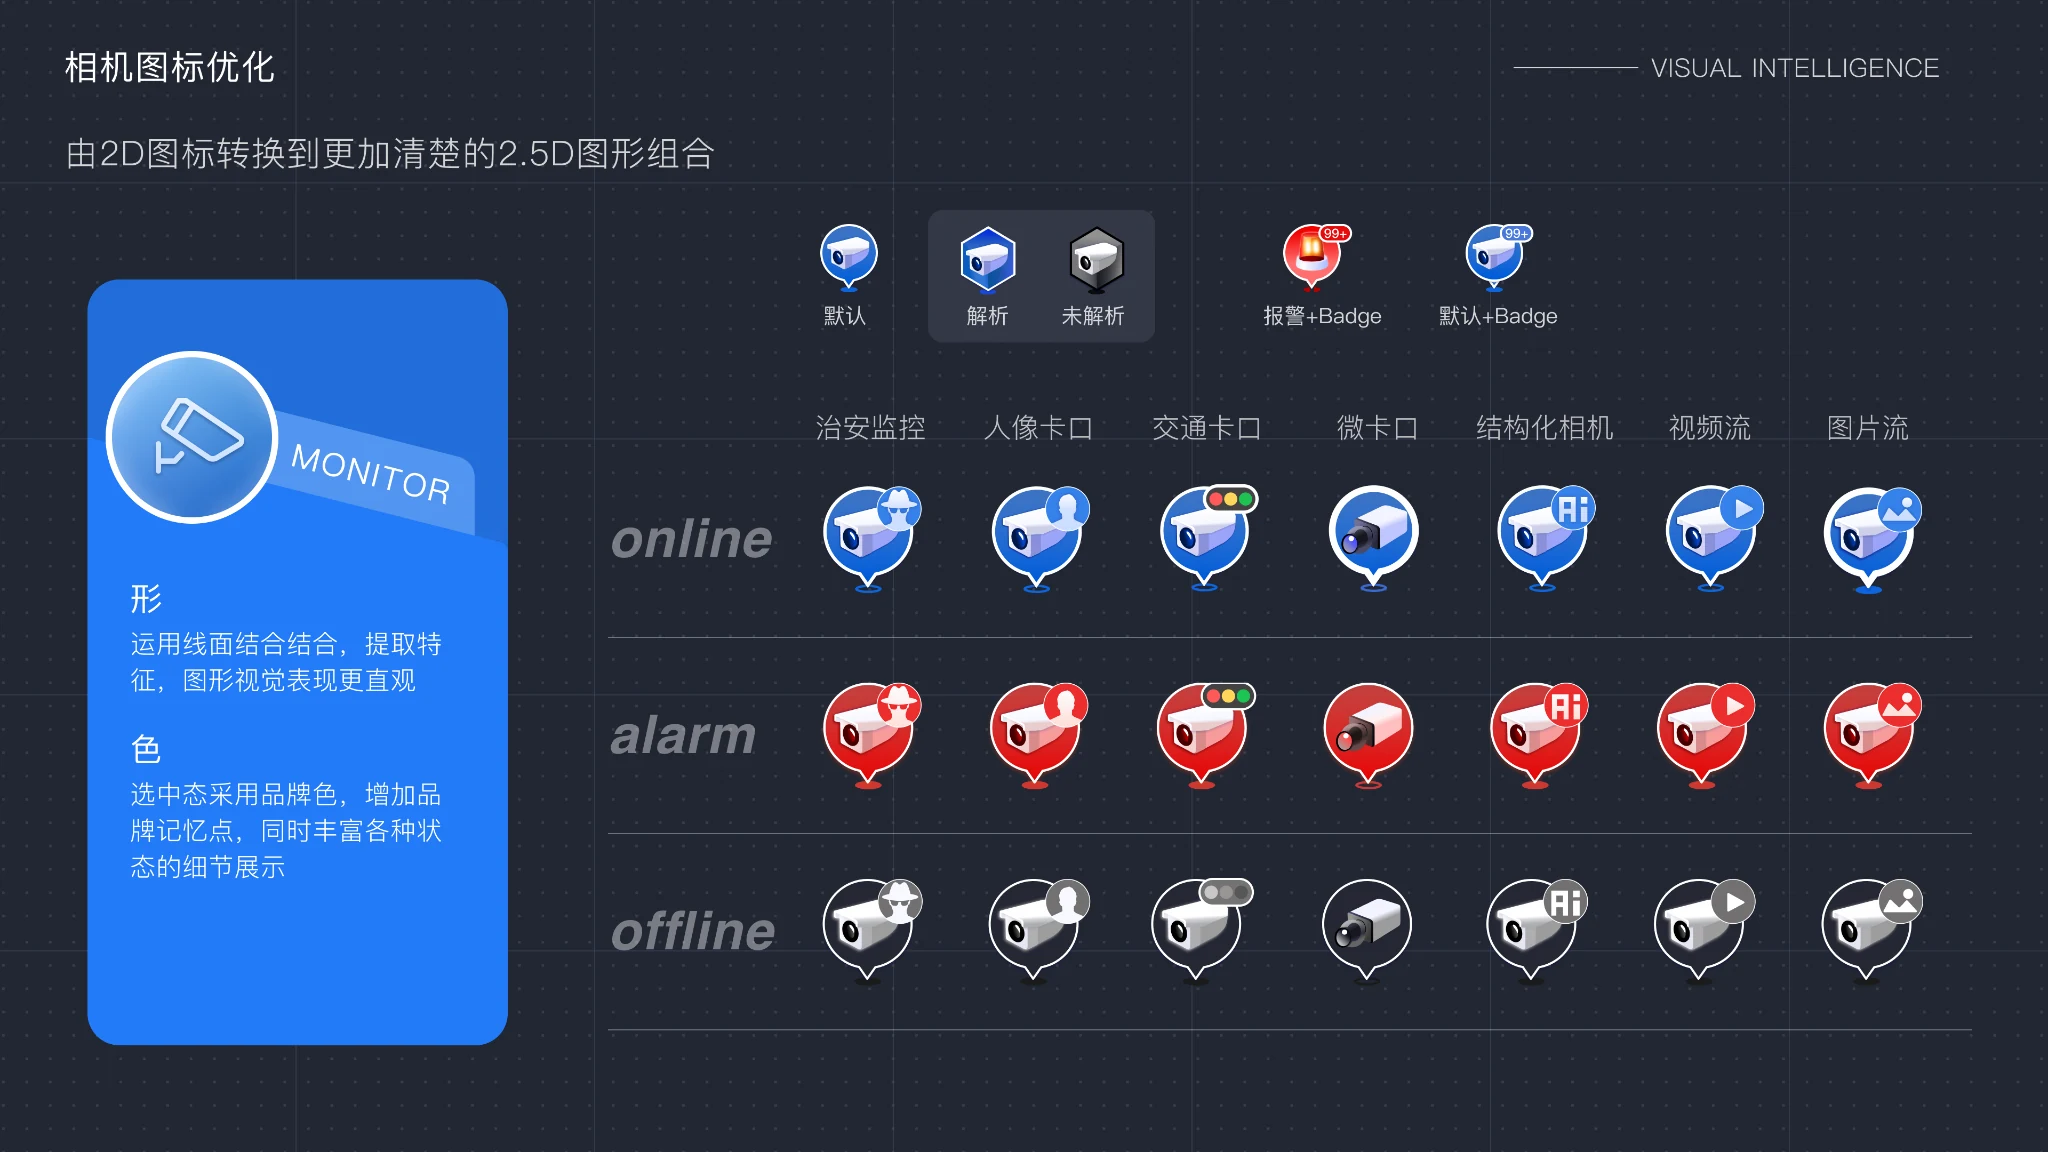 相机图标优化
VISUAL INTELLIGENCE
由2D图标转换到更加清楚的2.5D图形组合
99+
99+
默认
解析
未解析
报警+Badge
默认+Badge
MONITOR
形
运用线面结合结合，提取特
征，图形视觉表现更直观
色
选中态采用品牌色，增加品
牌记忆点，同时丰富各种状
态的细节展示
治安监控
人像卡口
交通卡口
微卡口
结构化相机
视频流
图片流
online
Ai
alarm
Ai
offline
Ai